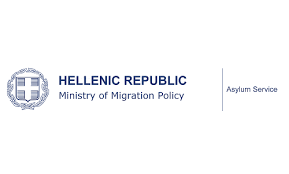 HELLENIC REPUBLIC
Ministry of Migration Policy
Asylum Service